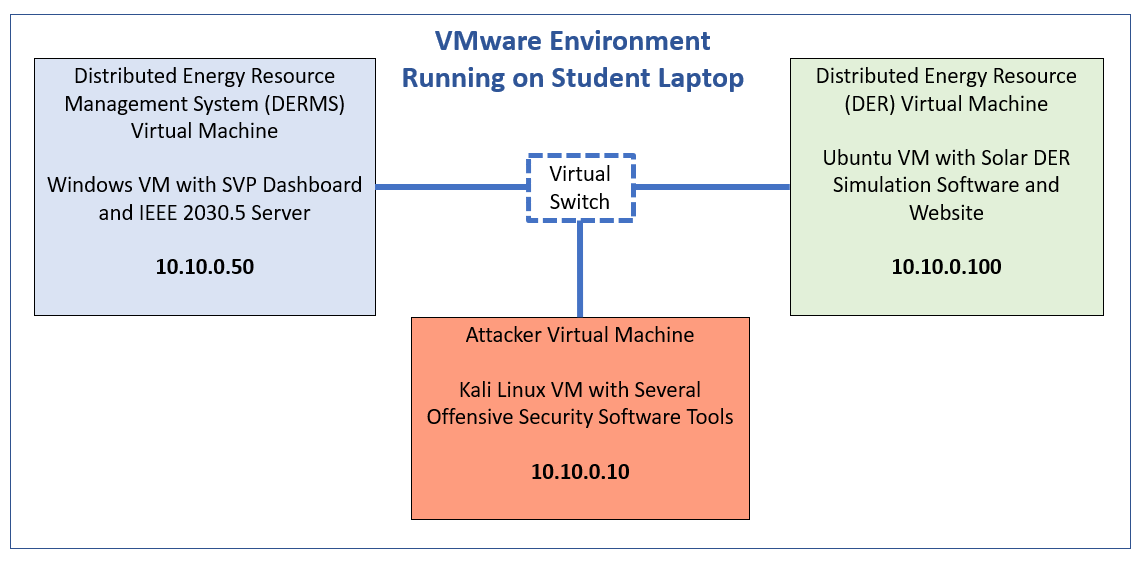 VMware Environment
Running on Student Laptop
Distributed Energy Resource
Management System (DERMS)
Virtual Machine
Windows VM with SVP Dashboard
and IEEE 2030.5 Server
10.10.0.50
Virtual
Switch
Distributed Energy Resource
(DER) Virtual Machine
Ubuntu VM with Solar DER
Simulation Software and
Website
10.10.0.100
Attacker Virtual Machine
Kali Linux VM with Several
Offensive Security Software Tools
10.10.0.10